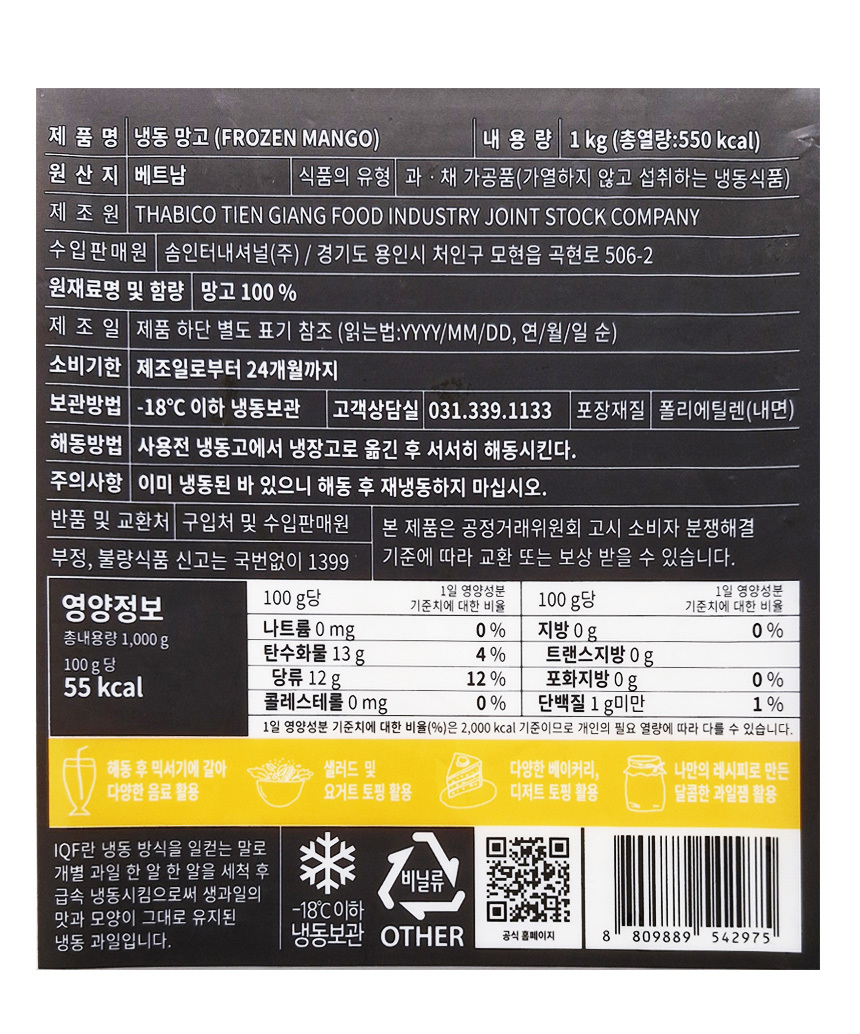 제 품 명 냉동 망고 (FROZEN MANGO) 내 용 량 1 kg (총열량:550 kcal)
원 산 지 베트남 식품의 유형 과 · 채 가공품(가열하지 않고 섭취하는 냉동식품)
제 조 원 THABICO TIEN GIANG FOOD INDUSTRY JOINT STOCK COMPANY
수입판매원 솜인터내셔널(주) / 경기도 용인시 처인구 모현읍 곡현로 506-2
원재료명 및 함량 망고 100 %
제 조 일 제품 하단 별도 표기 참조 (읽는법:YYYY/MM/DD, 연/월/일 순)
소비기한 제조일로부터 24개월까지
보관방법 -18℃ 이하 냉동보관 고객상담실 031.339.1133 포장재질 폴리에틸렌(내면)
해동방법 사용전 냉동고에서 냉장고로 옮긴 후 서서히 해동시킨다.
주의사항 이미 냉동된 바 있으니 해동 후 재냉동하지 마십시오.
반품 및 교환처 구입처 및 수입판매원
부정, 불량식품 신고는 국번없이 1399
본 제품은 공정거래위원회 고시 소비자 분쟁해결
기준에 따라 교환 또는 보상 받을 수 있습니다.
영양정보
총내용량 1,000 g
100 g 당
55 kcal
100 g당 1일 영양성분
기준치에 대한 비율
나트륨 0 mg 0 %
탄수화물 13 g 4 %
당류 12 g 12 %
콜레스테롤 0 mg 0 %
100 g당 1일 영양성분
기준치에 대한 비율
지방 0 g 0 %
트랜스지방 0 g
포화지방 0 g 0 %
단백질 1 g미만 1 %
1일 영양성분 기준치에 대한 비율(%)은 2,000 kcal 기준이므로 개인의 필요 열량에 따라 다를 수 있습니다.
해동 후 믹서기에 갈아
다양한 음료 활용
샐러드 및
요거트 토핑 활용
다양한 베이커리,
디저트 토핑 활용
나만의 레시피로 만든
달콤한 과일잼 활용
IQF란 냉동 방식을 일컫는 말로
개별 과일 한 알 한 알을 세척 후
급속 냉동시킴으로써 생과일의
맛과 모양이 그대로 유지된
냉동 과일입니다.
-18℃ 이하
냉동보관
비닐류
OTHER
공식 홈페이지
8 809889 542975